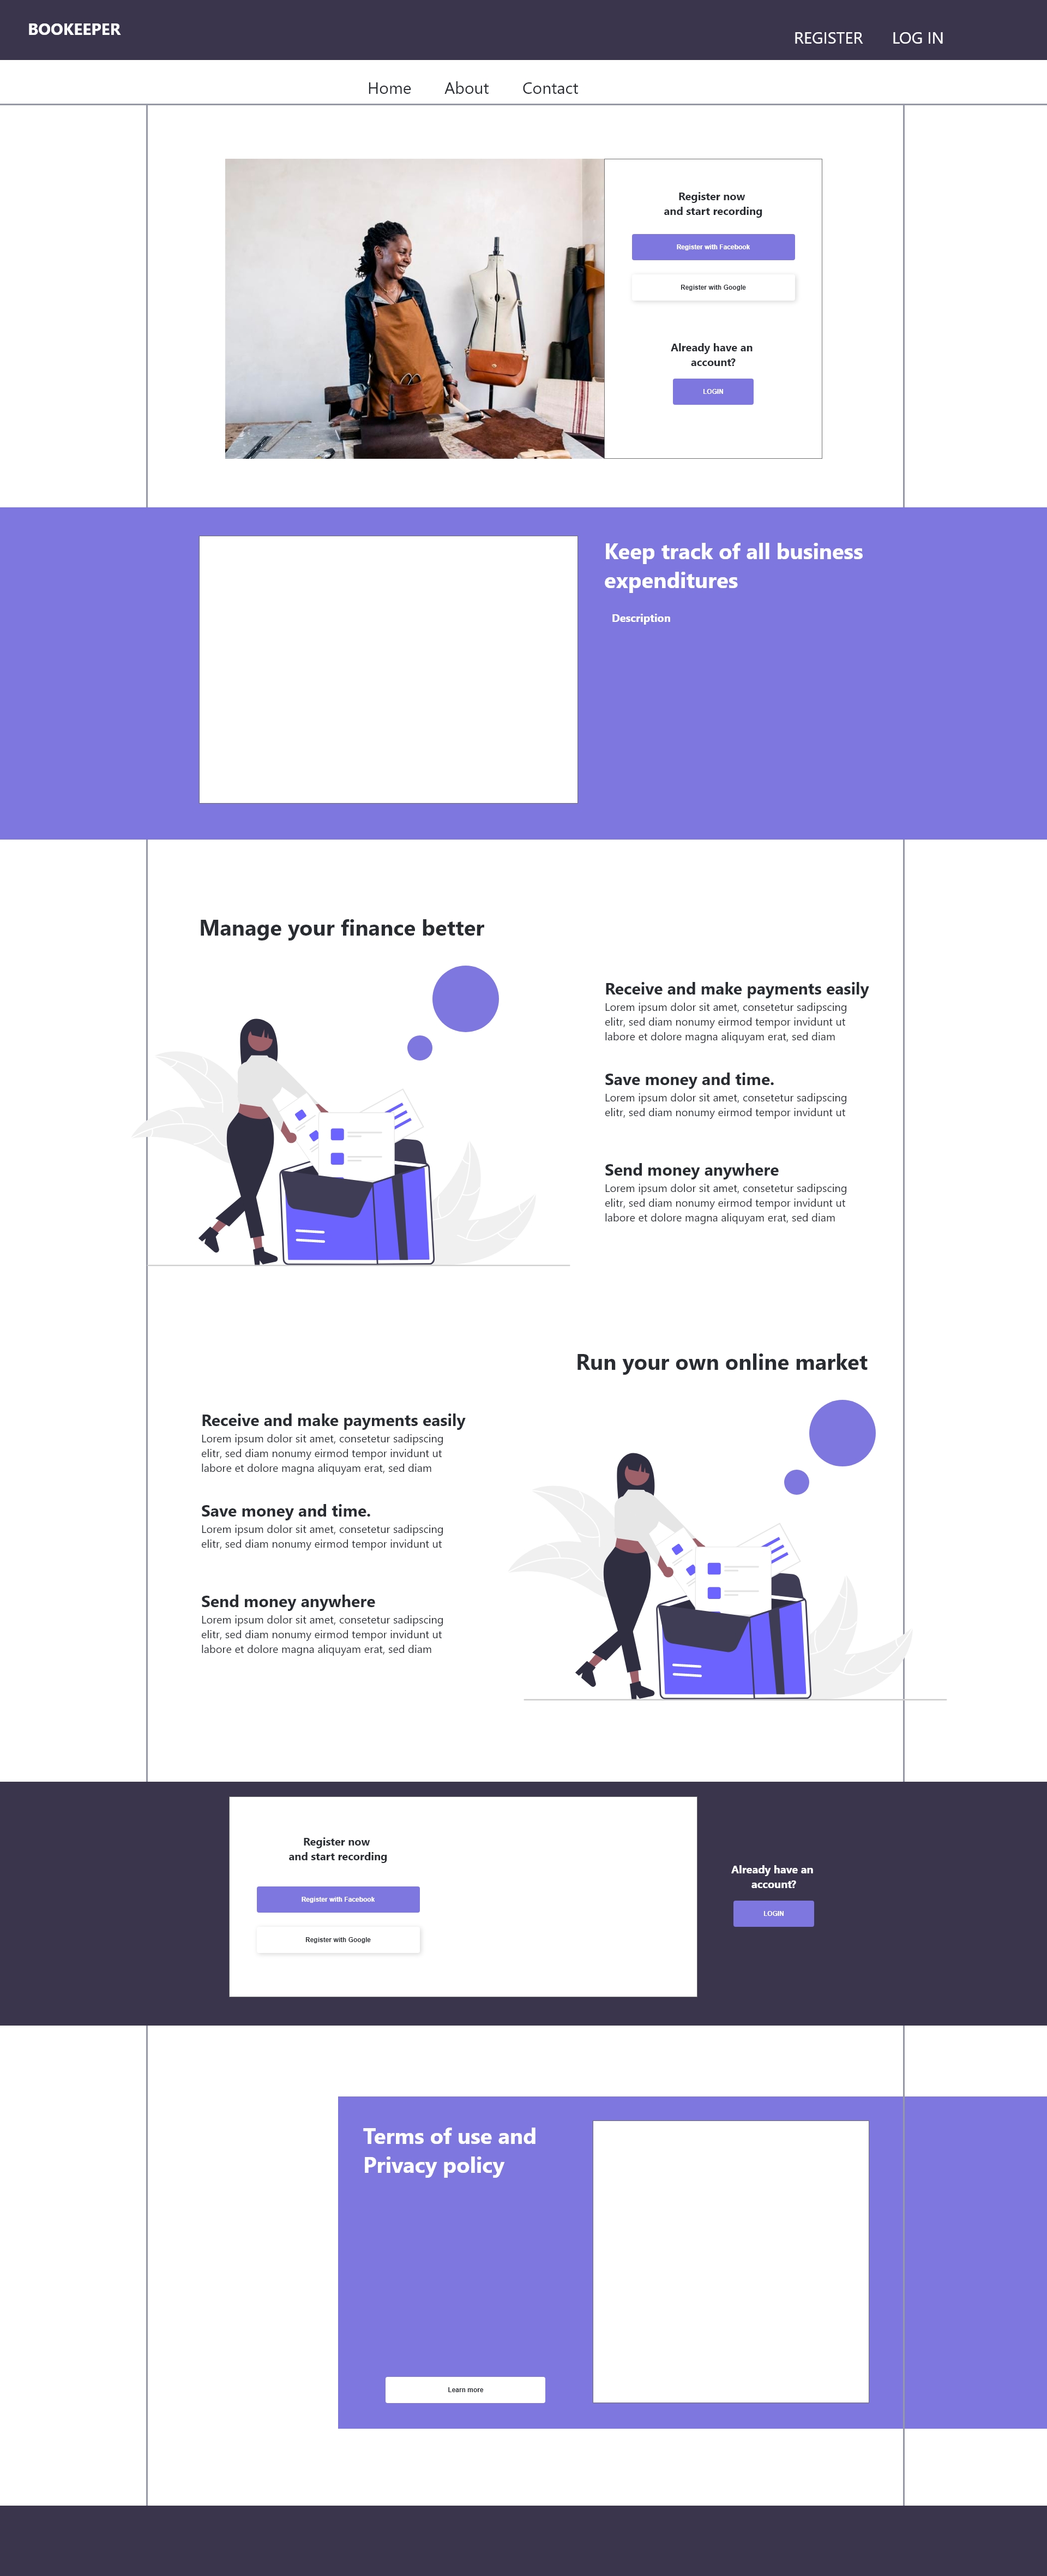 BOOKEEPER
REGISTER
LOG IN
Home
About
Contact
Register now
and start recording
Register with Facebook
Register with Google
Already have an
account?
LOGIN
Keep track of all business
expenditures
Description
Manage your finance better
Receive and make payments easily
Lorem ipsum dolor sit amet, consetetur sadipscing
elitr, sed diam nonumy eirmod tempor invidunt ut
labore et dolore magna aliquyam erat, sed diam
Save money and time.
Lorem ipsum dolor sit amet, consetetur sadipscing
elitr, sed diam nonumy eirmod tempor invidunt ut
Send money anywhere
Lorem ipsum dolor sit amet, consetetur sadipscing
elitr, sed diam nonumy eirmod tempor invidunt ut
labore et dolore magna aliquyam erat, sed diam
Run your own online market
Receive and make payments easily
Lorem ipsum dolor sit amet, consetetur sadipscing
elitr, sed diam nonumy eirmod tempor invidunt ut
labore et dolore magna aliquyam erat, sed diam
Save money and time.
Lorem ipsum dolor sit amet, consetetur sadipscing
elitr, sed diam nonumy eirmod tempor invidunt ut
Send money anywhere
Lorem ipsum dolor sit amet, consetetur sadipscing
elitr, sed diam nonumy eirmod tempor invidunt ut
labore et dolore magna aliquyam erat, sed diam
Register now
and start recording
Register with Facebook
Register with Google
Already have an
account?
LOGIN
Terms of use and
Privacy policy
Learn more